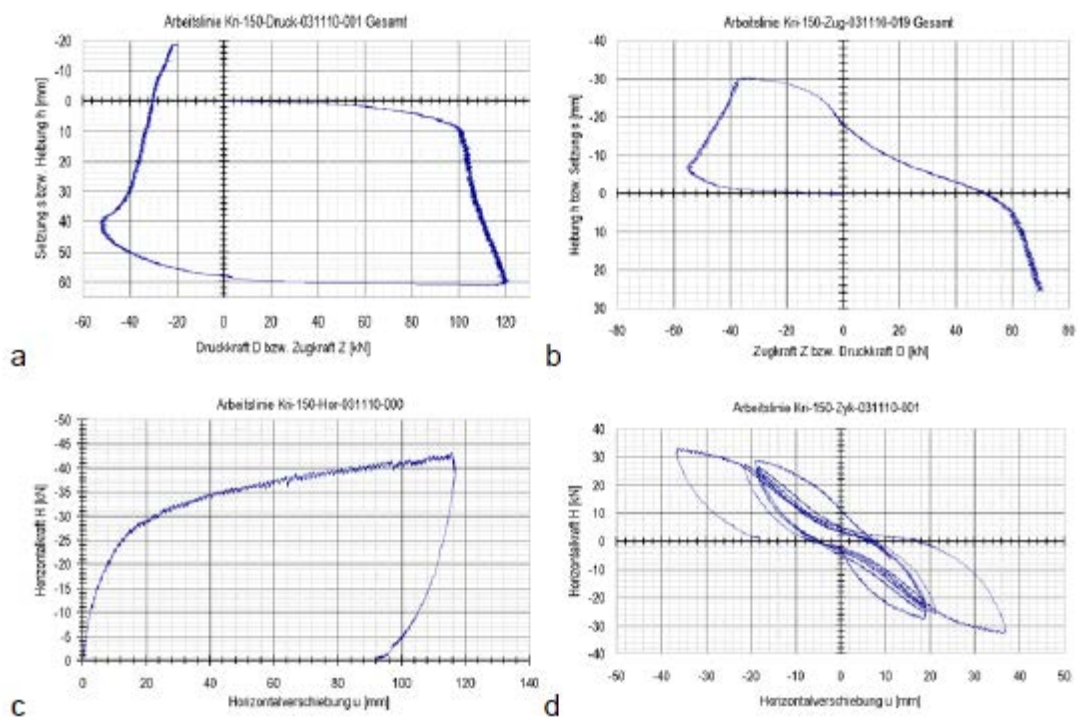 Arbeitslinie Kri-150-Druck-031110-001 Gesamt
Setzung s bzw. Hebung h [mm]
-20
-10
0
10
20
30
40
50
60
-60 -40 -20 0 20 40 60 80 100 120
Druckkraft D bzw. Zugkraft Z [kN]
a
Arbeitslinie Kri-150-Zug-031110-019 Gesamt
Hebung h bzw. Setzung s [mm]
-40
-30
-20
-10
0
10
20
30
-80 -60 -40 -20 0 20 40 60 80
Zugkraft Z bzw. Druckkraft D [kN]
b
Arbeitslinie Kri-150-Hor-031110-000
Horizontalkraft H [kN]
-50
-45
-40
-35
-30
-25
-20
-15
-10
-5
0
0 20 40 60 80 100 120 140
Horizontalverschiebung u [mm]
c
Arbeitslinie Kri-150-Zyk-031110-001
Horizontalkraft H [kN]
40
30
20
10
0
-10
-20
-30
-40
-50 -40 -30 -20 -10 0 10 20 30 40 50
Horizontalverschiebung u [mm]
d